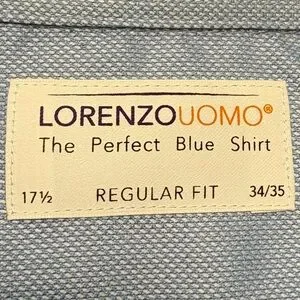 LORENZOUOMO®
The Perfect Blue Shirt
17½ REGULAR FIT 34/35